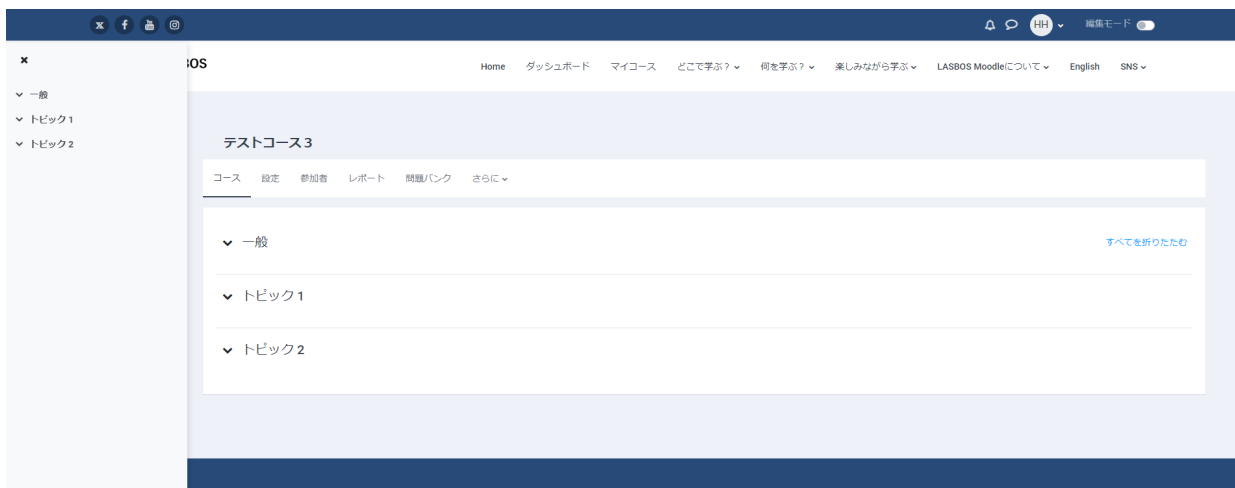 HH 編集モード
OS
Home ダッシュボード マイコース どこで学ぶ？ 何を学ぶ？ 楽しみながら学ぶ LASBOS Moodleについて English SNS
一般
トピック 1
トピック 2
テストコース 3
コース 設定 参加者 レポート 問題バンク さらに
一般 すべてを折りたたむ
トピック 1
トピック 2